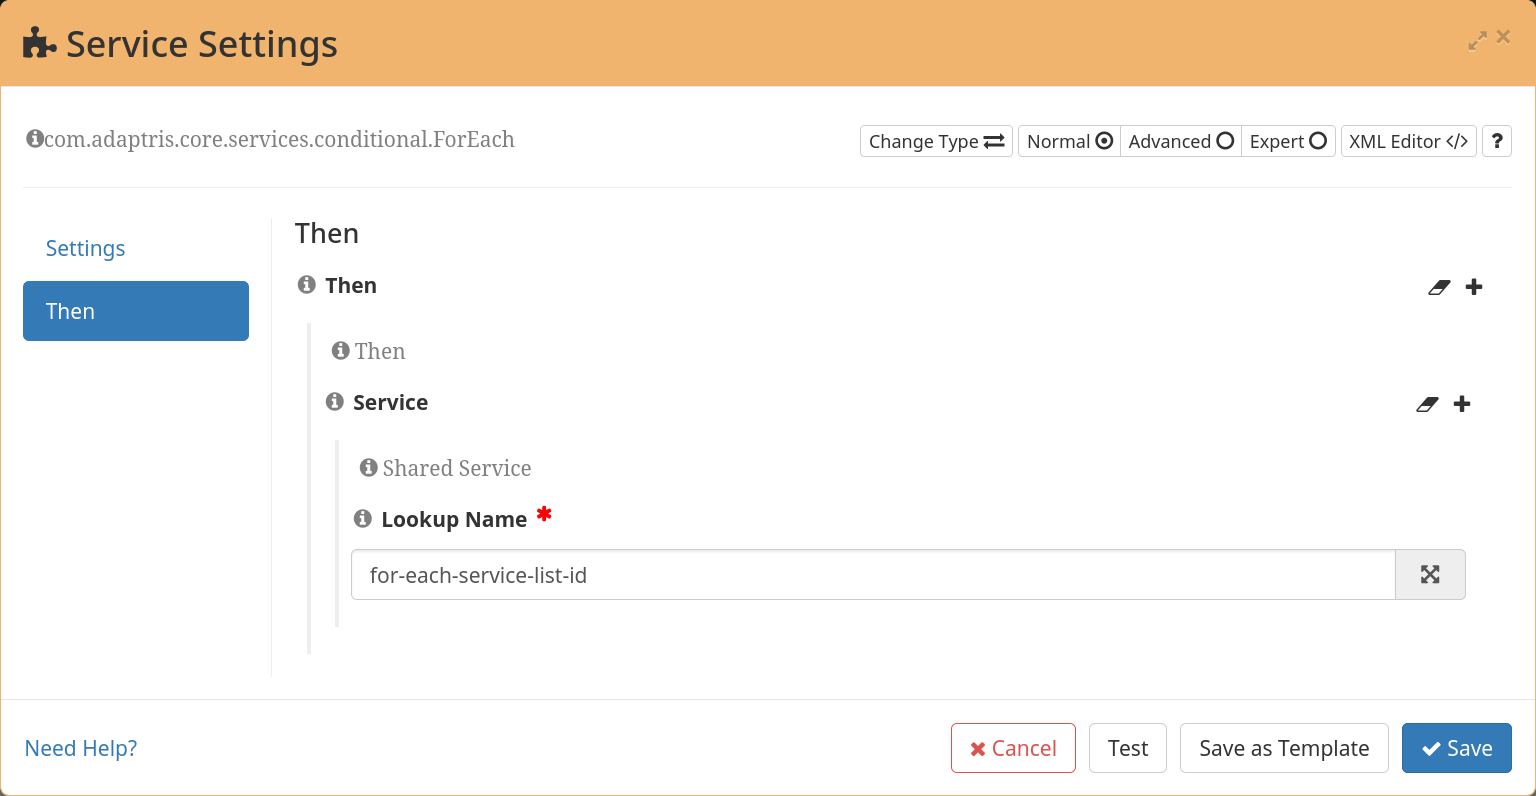 Service Settings
com.adaptris.core.services.conditional.ForEach
Change Type
Normal
Advanced
Expert
XML Editor </>
?
Settings
Then
Then
Then
Then
Service
Shared Service
Lookup Name *
for-each-service-list-id
Need Help?
Cancel
Test
Save as Template
Save